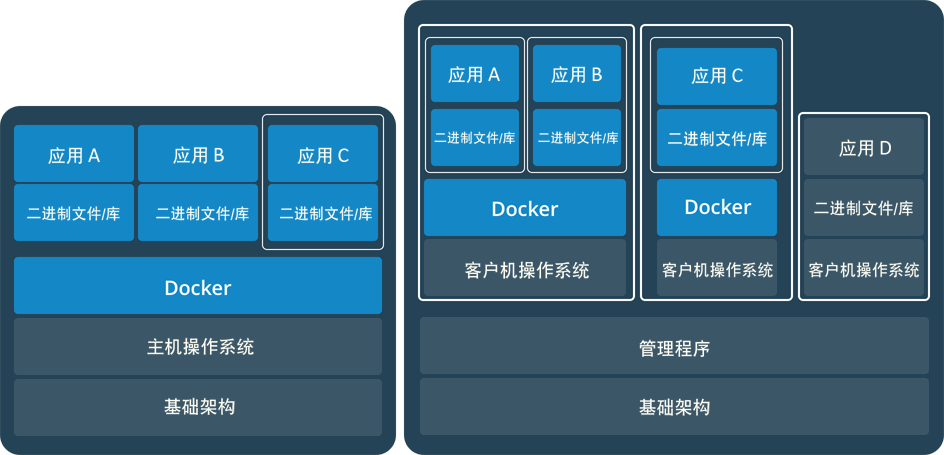 应用 A
应用 B
应用 C
二进制文件/库
二进制文件/库
二进制文件/库
Docker
主机操作系统
基础架构
应用 A
应用 B
二进制文件/库
二进制文件/库
Docker
客户机操作系统
应用 C
二进制文件/库
Docker
客户机操作系统
应用 D
二进制文件/库
客户机操作系统
管理程序
基础架构